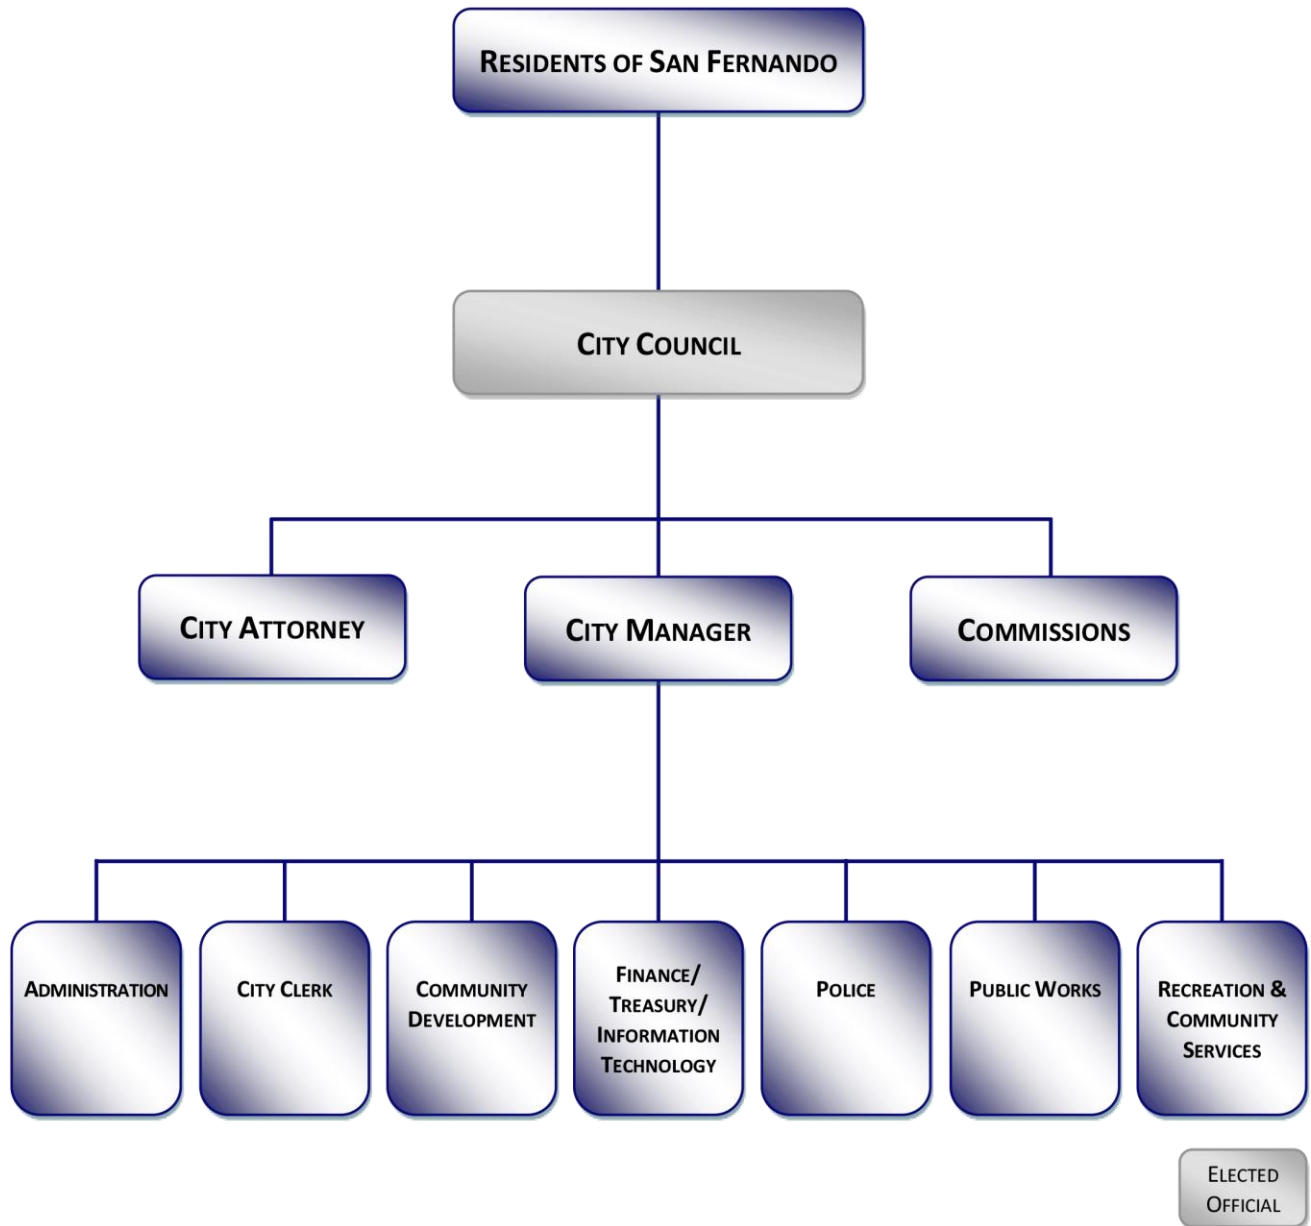 RESIDENTS OF SAN FERNANDO
CITY COUNCIL
CITY ATTORNEY
CITY MANAGER
COMMISSIONS
ADMINISTRATION
CITY CLERK
COMMUNITY
DEVELOPMENT
FINANCE/
TREASURY/
INFORMATION
TECHNOLOGY
POLICE
PUBLIC WORKS
RECREATION &
COMMUNITY
SERVICES
ELECTED
OFFICIAL